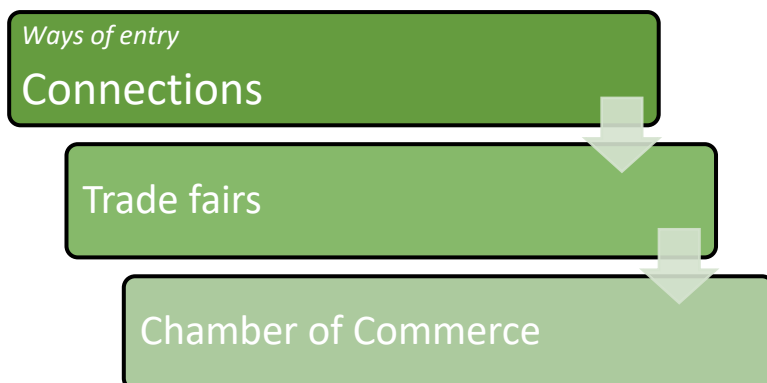 Ways of entry
Connections
Trade fairs
Chamber of Commerce